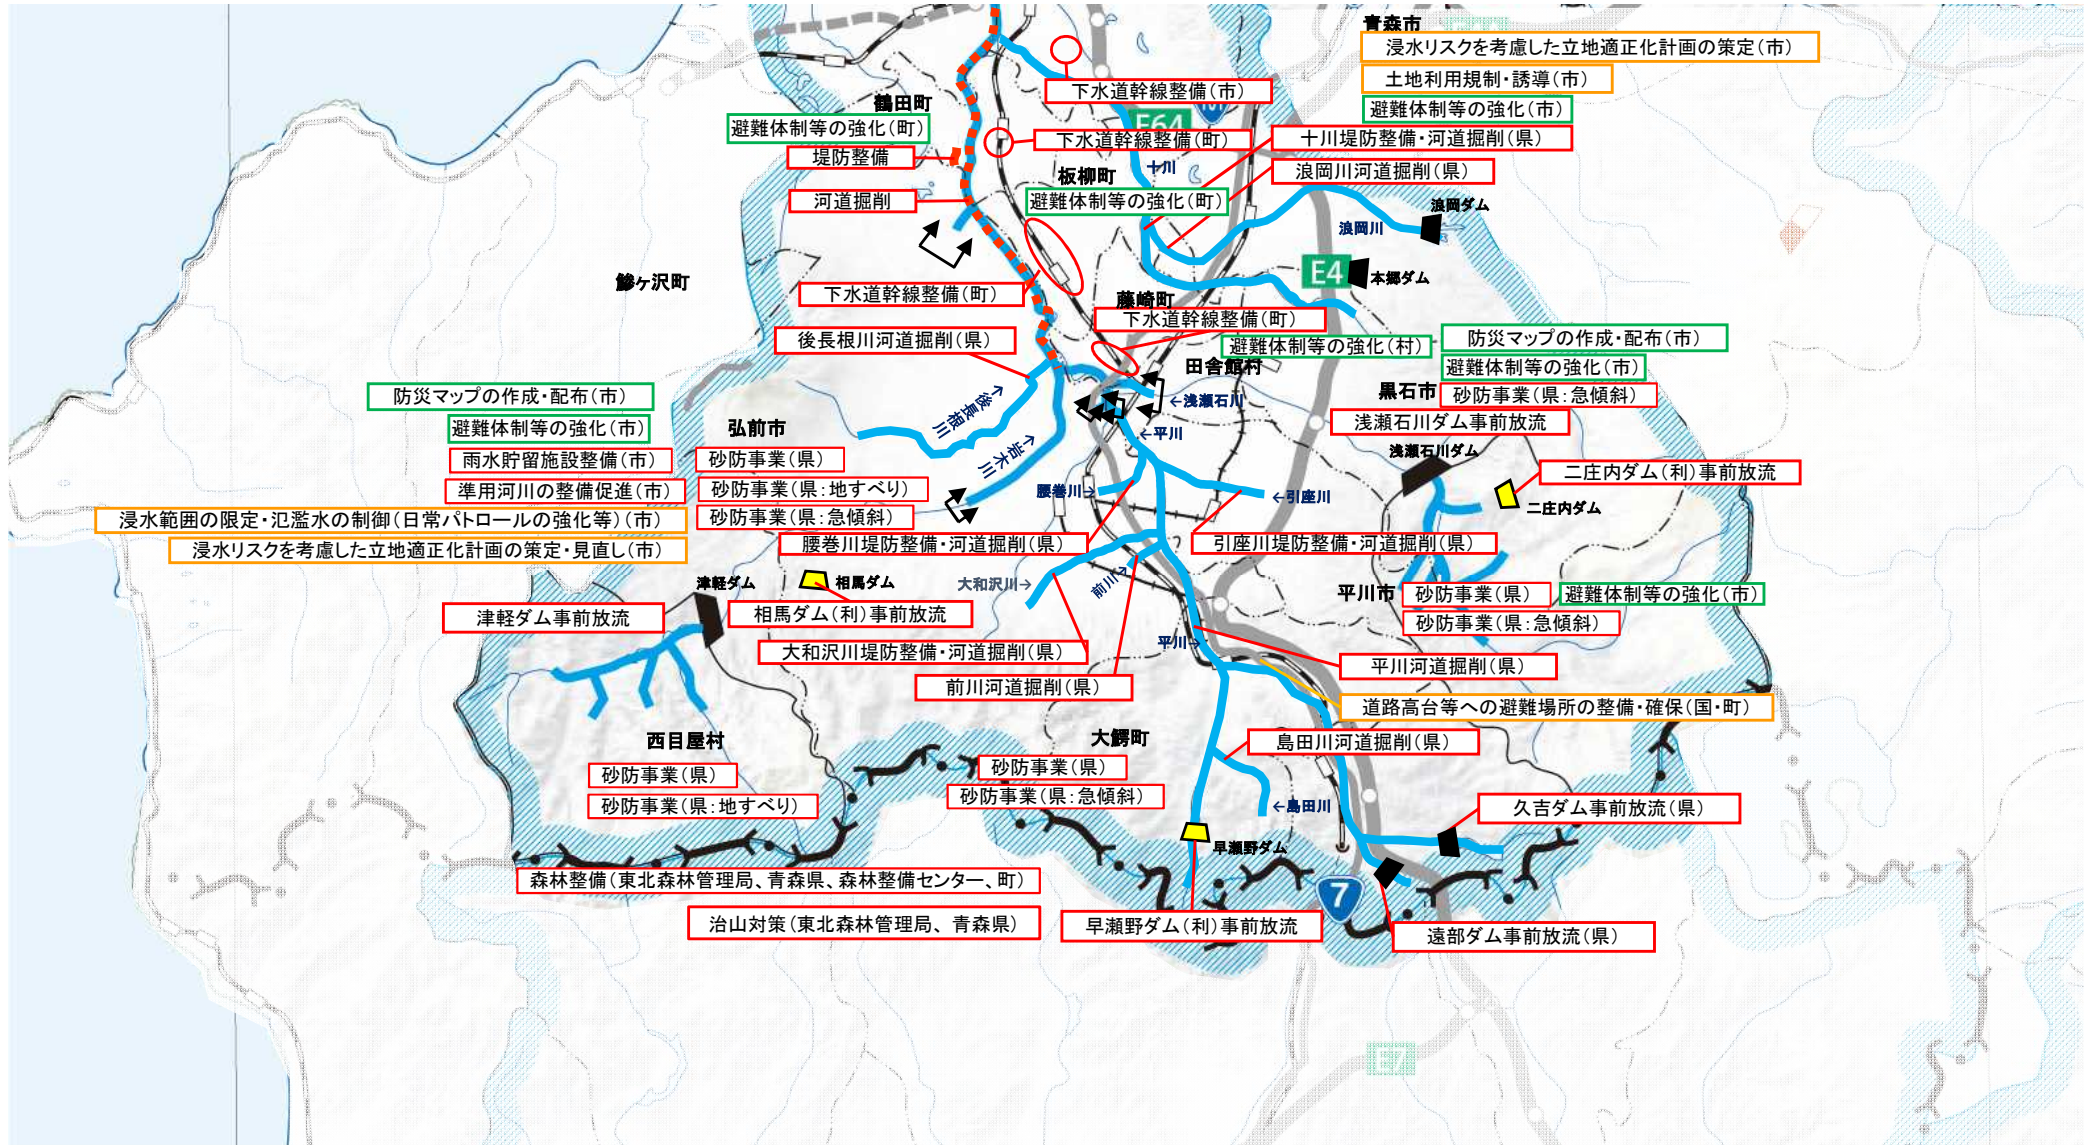 青森市
浸水リスクを考慮した立地適正化計画の策定(市)
土地利用規制・誘導(市)
避難体制等の強化(市)
下水道幹線整備(市)
鶴田町
避難体制等の強化(町)
E64
下水道幹線整備(町)
十川堤防整備・河道掘削(県)
堤防整備
十川
浪岡川河道掘削(県)
板柳町
避難体制等の強化(町)
河道掘削
浪岡ダム
浪岡川
E4
本郷ダム
鰺ヶ沢町
下水道幹線整備(町)
藤崎町
下水道幹線整備(町)
後長根川河道掘削(県)
避難体制等の強化(村)
防災マップの作成・配布(市)
田舎館村
避難体制等の強化(市)
黒石市
砂防事業(県:急傾斜)
防災マップの作成・配布(市)
←後長根川
←浅瀬石川
浅瀬石川ダム事前放流
避難体制等の強化(市)
弘前市
←平川
←岩木川
浅瀬石川ダム
雨水貯留施設整備(市)
砂防事業(県)
二庄内ダム(利)事前放流
準用河川の整備促進(市)
砂防事業(県:地すべり)
腰巻川→
←引座川
二庄内ダム
浸水範囲の限定・氾濫水の制御(日常パトロールの強化等)(市)
砂防事業(県:急傾斜)
浸水リスクを考慮した立地適正化計画の策定・見直し(市)
腰巻川堤防整備・河道掘削(県)
引座川堤防整備・河道掘削(県)
津軽ダム
相馬ダム
大和沢川→
前川→
平川市
砂防事業(県)
避難体制等の強化(市)
津軽ダム事前放流
相馬ダム(利)事前放流
砂防事業(県:急傾斜)
大和沢川堤防整備・河道掘削(県)
平川→
平川河道掘削(県)
前川河道掘削(県)
道路高台等への避難場所の整備・確保(国・町)
西目屋村
大鰐町
島田川河道掘削(県)
砂防事業(県)
砂防事業(県)
砂防事業(県:地すべり)
砂防事業(県:急傾斜)
←島田川
久吉ダム事前放流(県)
早瀬野ダム
森林整備(東北森林管理局、青森県、森林整備センター、町)
7
治山対策(東北森林管理局、青森県)
早瀬野ダム(利)事前放流
遠部ダム事前放流(県)
E7